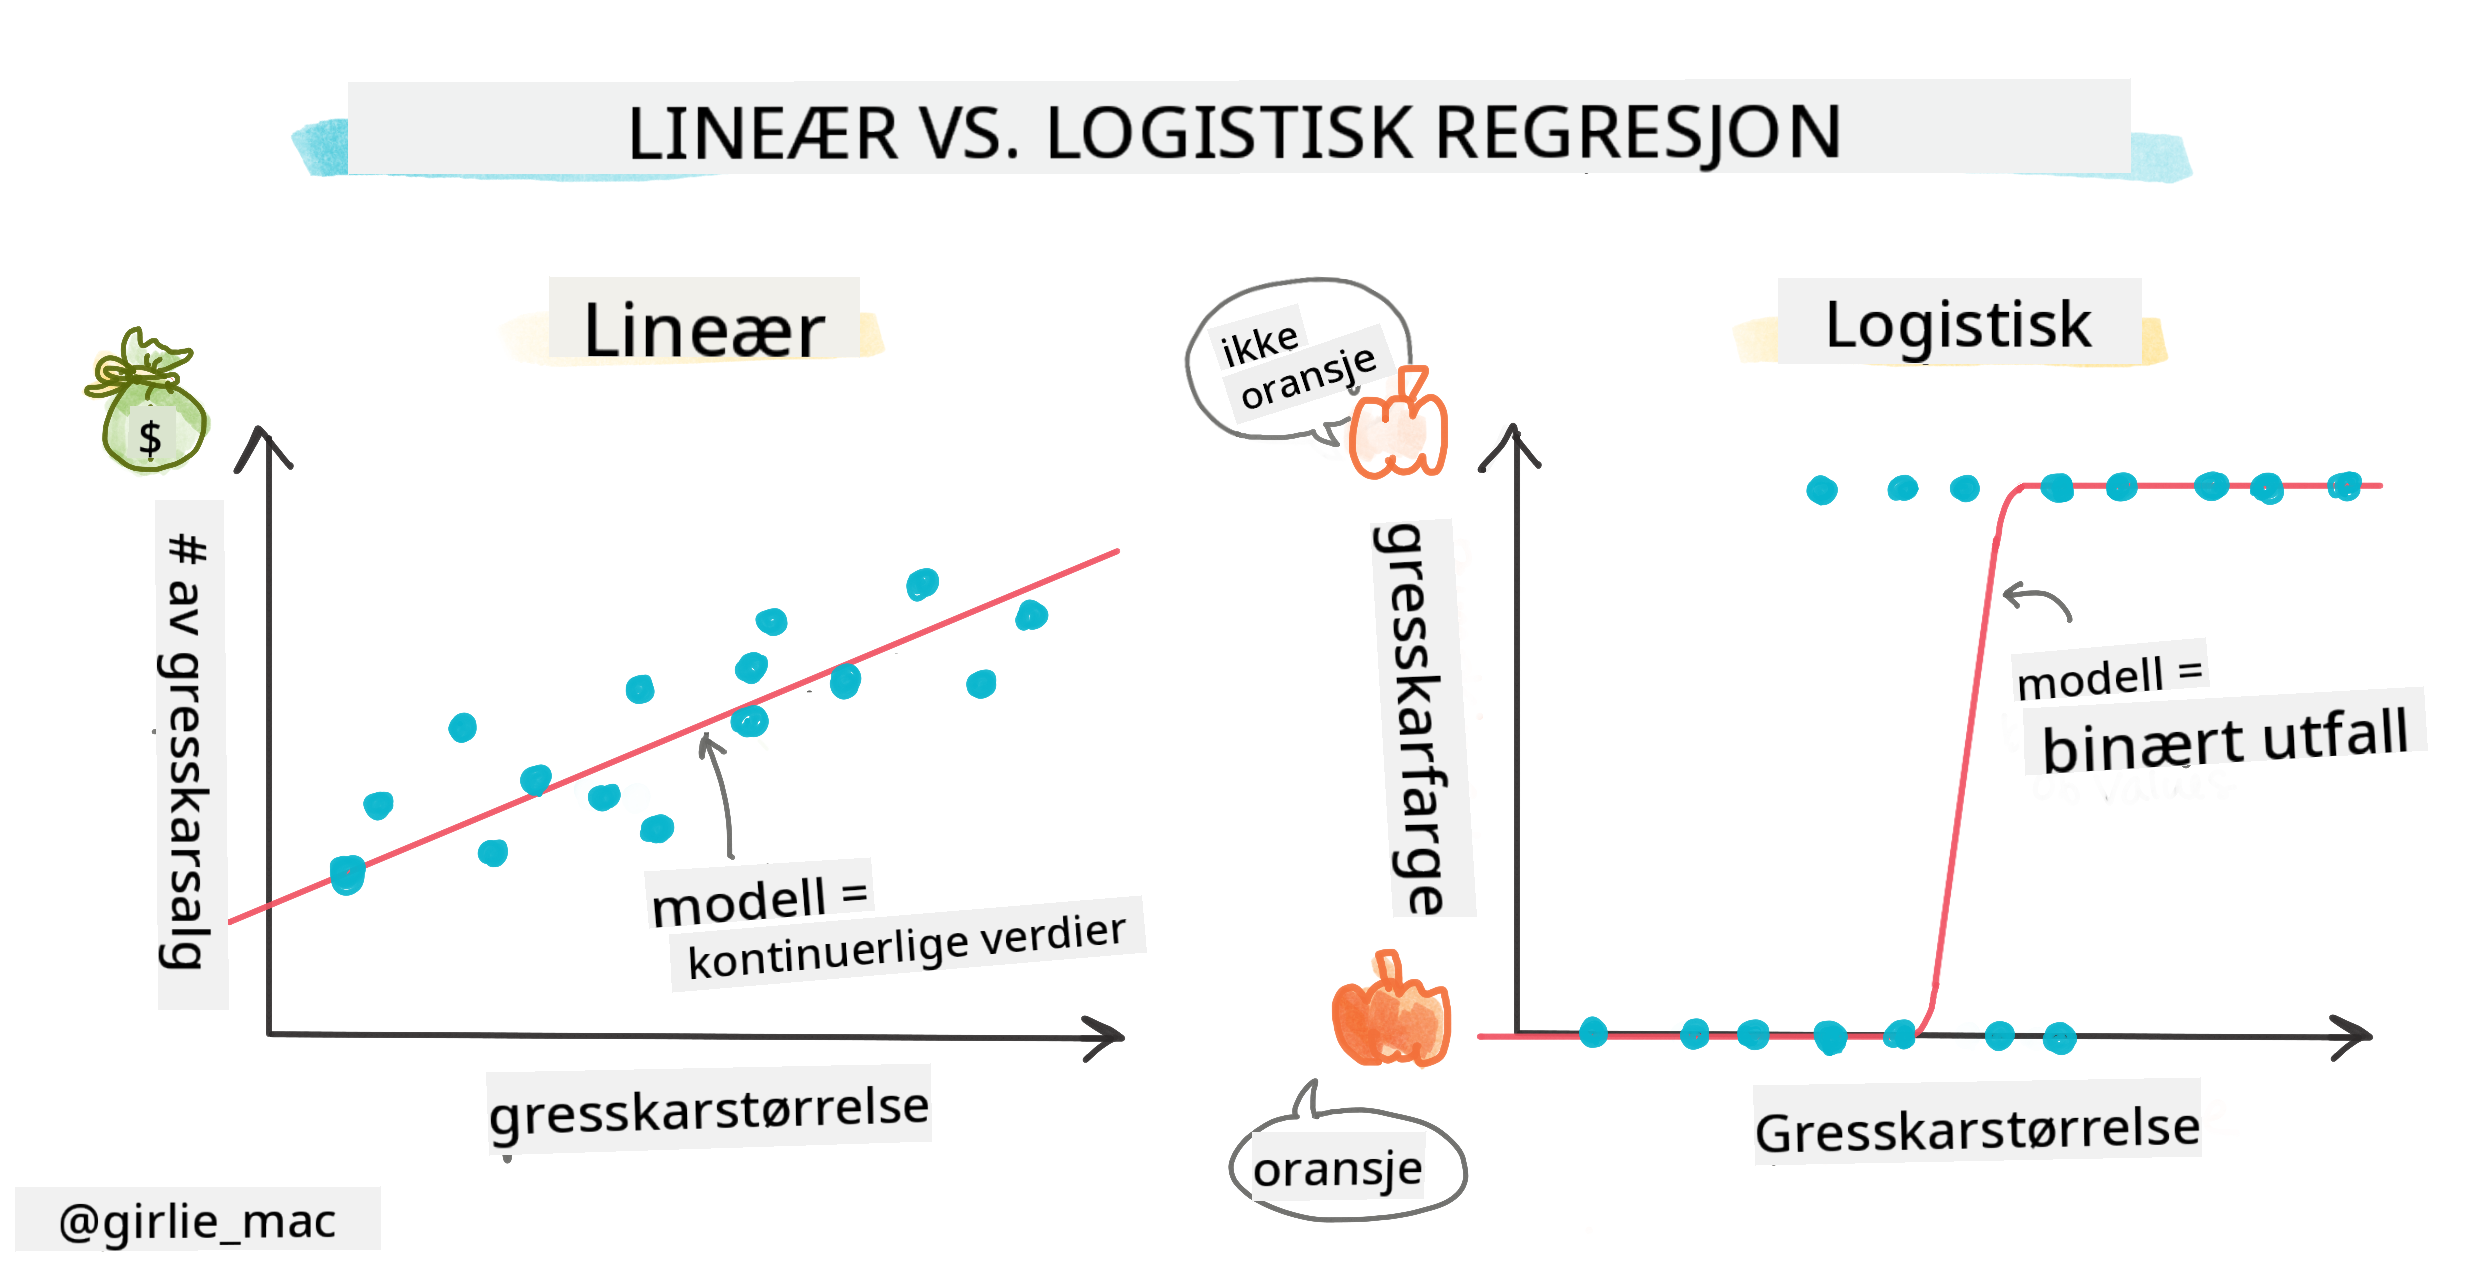 LINEÆR VS. LOGISTISK REGRESJON
Lineær
$
# av gresskarsalg
modell =
kontinuerlige verdier
gresskarstørrelse
Logistisk
ikke
oransje
gresskarfarge
modell =
binært utfall
oransje
Gresskarstørrelse
@girlie_mac